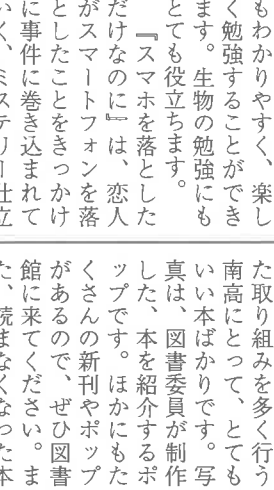 もわかりやすく、楽し
く勉強することができ
ます。生物の勉強にも
とても役立ちます。
『スマホを落とした
だけなのに』は、恋人
がスマートフォンを落
としたことをきっかけ
に事件に巻き込まれて
いく、ミステリー仕立
た取り組みを多く行う
南高にとって、とても
いい本ばかりです。写
真は、図書委員が制作
した、本を紹介するポ
ップです。ほかにもた
くさんの新刊やポップ
があるので、ぜひ図書
館に来てください。ま
た、読まなくなった本